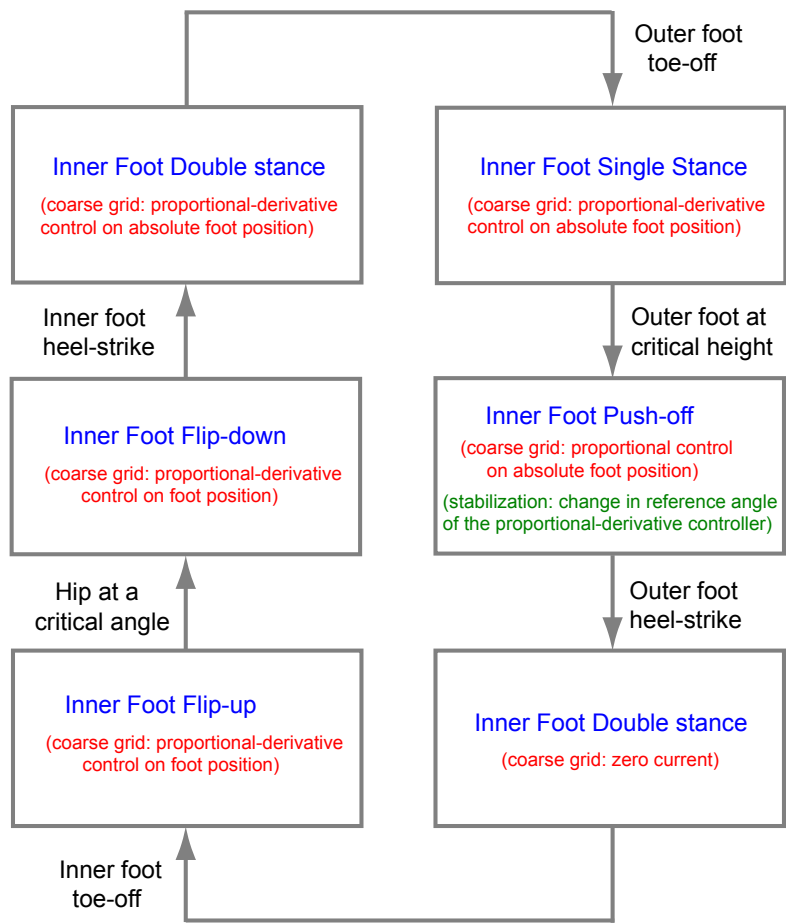 Outer foot
toe-off
Inner Foot Double stance
(coarse grid: proportional-derivative
control on absolute foot position)
Inner Foot Single Stance
(coarse grid: proportional-derivative
control on absolute foot position)
Inner foot
heel-strike
Outer foot at
critical height
Inner Foot Flip-down
(coarse grid: proportional-derivative
control on foot position)
Inner Foot Push-off
(coarse grid: proportional control
on absolute foot position)
(stabilization: change in reference angle
of the proportional-derivative controller)
Hip at a
critical angle
Outer foot
heel-strike
Inner Foot Flip-up
(coarse grid: proportional-derivative
control on foot position)
Inner Foot Double stance
(coarse grid: zero current)
Inner foot
toe-off